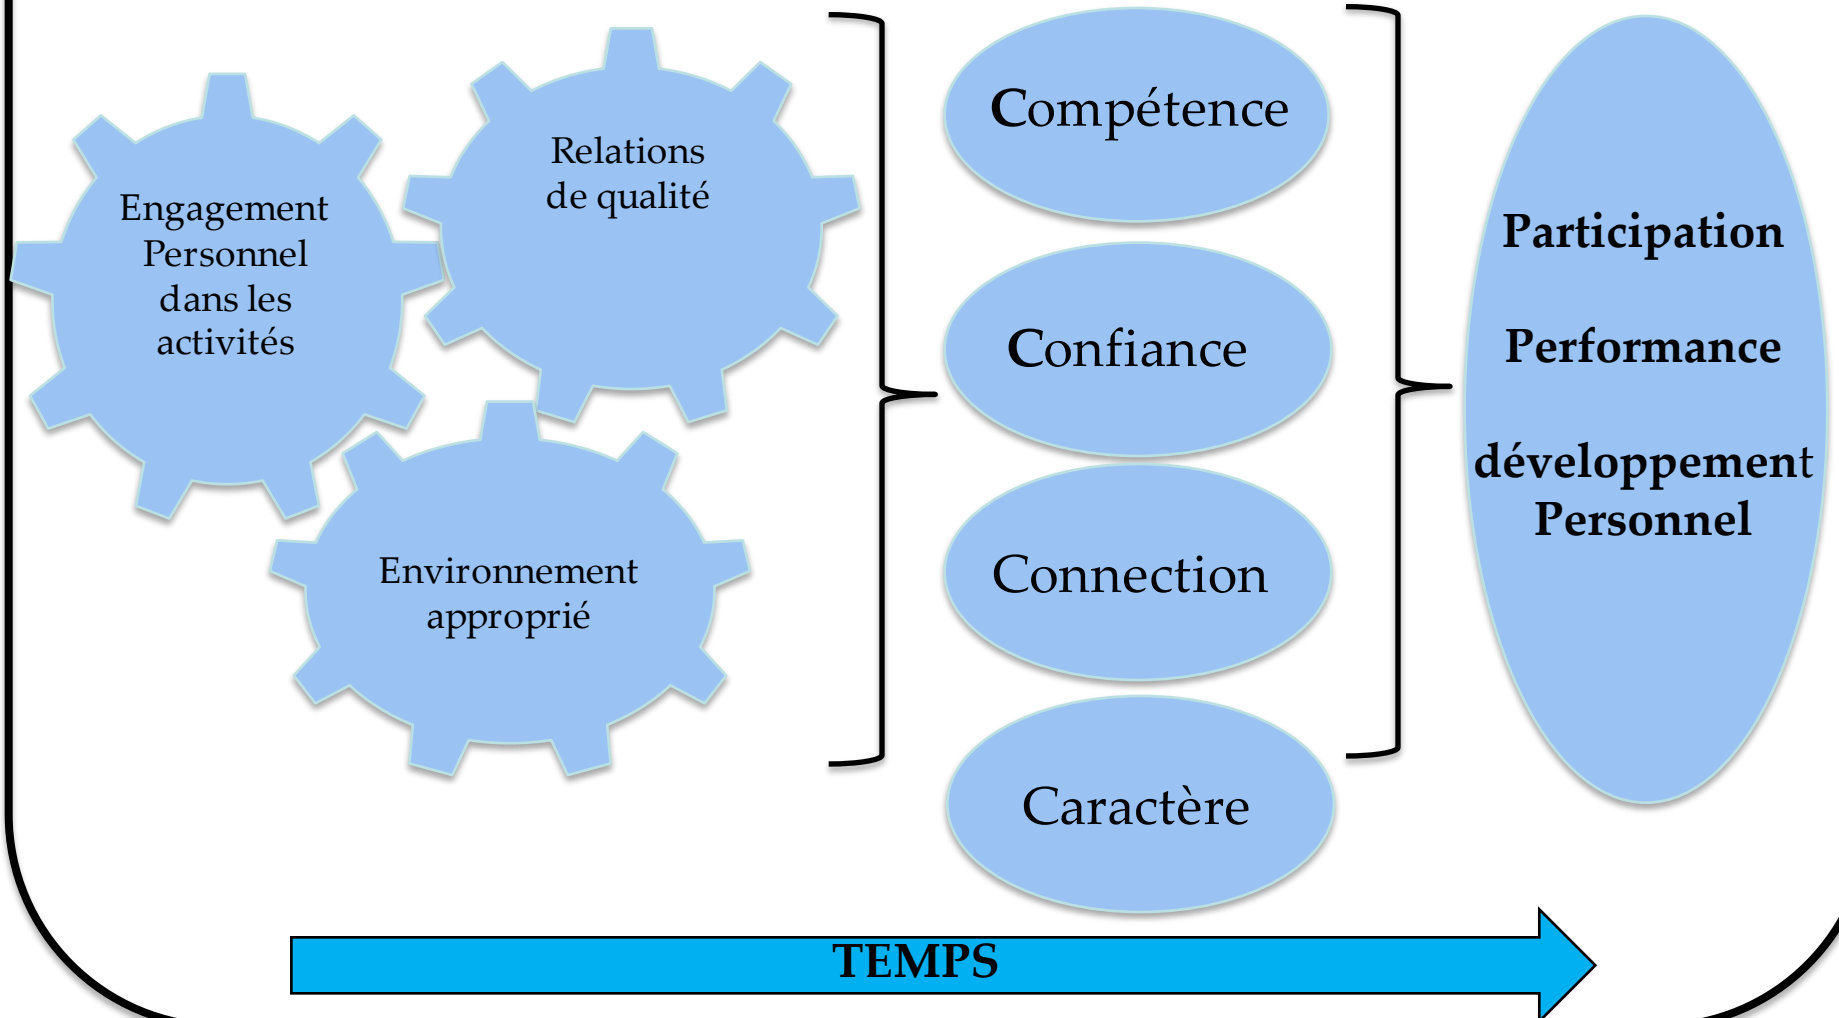 Engagement
Personnel
dans les
activités
Relations
de qualité
Environnement
approprié
Compétence
Confiance
Connection
Caractère
Participation
Performance
développement
Personnel
TEMPS